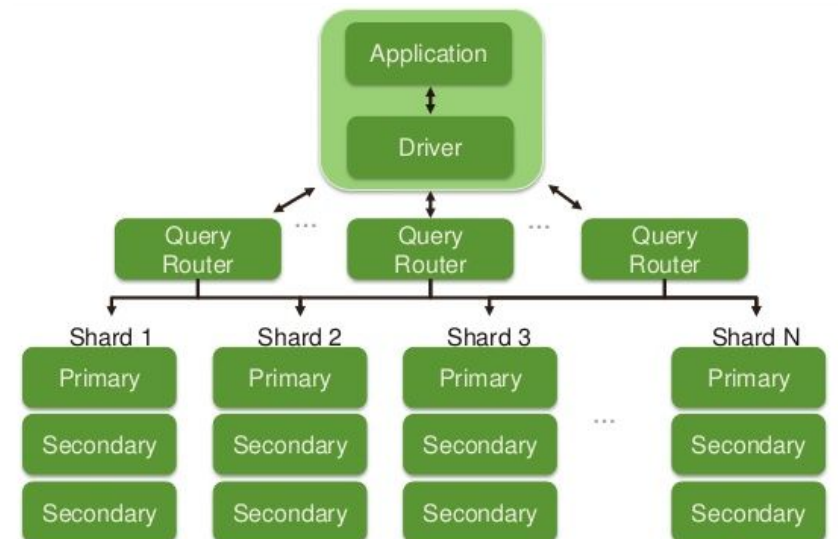 Application
Driver
...
...
Query
Router
Query
Router
Query
Router
Shard 1
Shard 2
Shard 3
Shard N
Primary
Primary
Primary
Primary
...
Secondary
Secondary
Secondary
Secondary
Secondary
Secondary
Secondary
Secondary